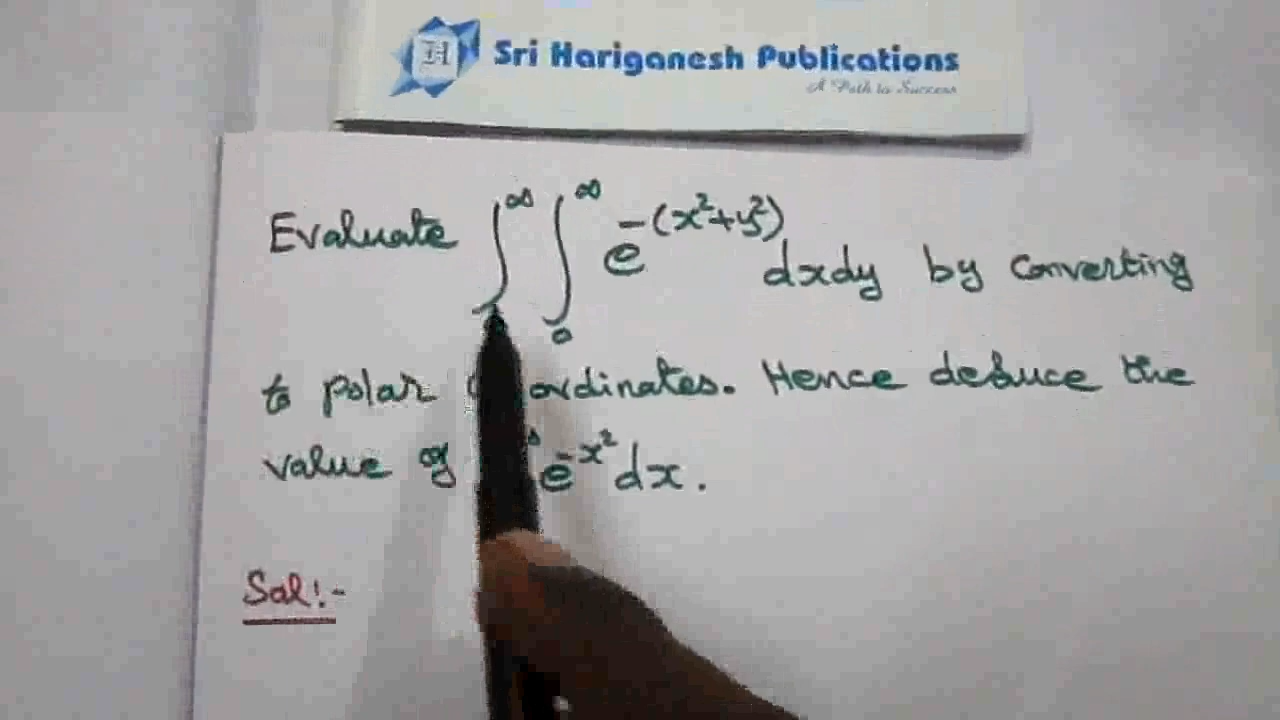 H
Sri Hariganesh Publications
A Path to Success
Evaluate ∫^∞ ∫_0^∞ e^-(x²+y²) dxdy by converting
to polar ordinates. Hence deduce the
value of e^-x² dx.
Sol:-